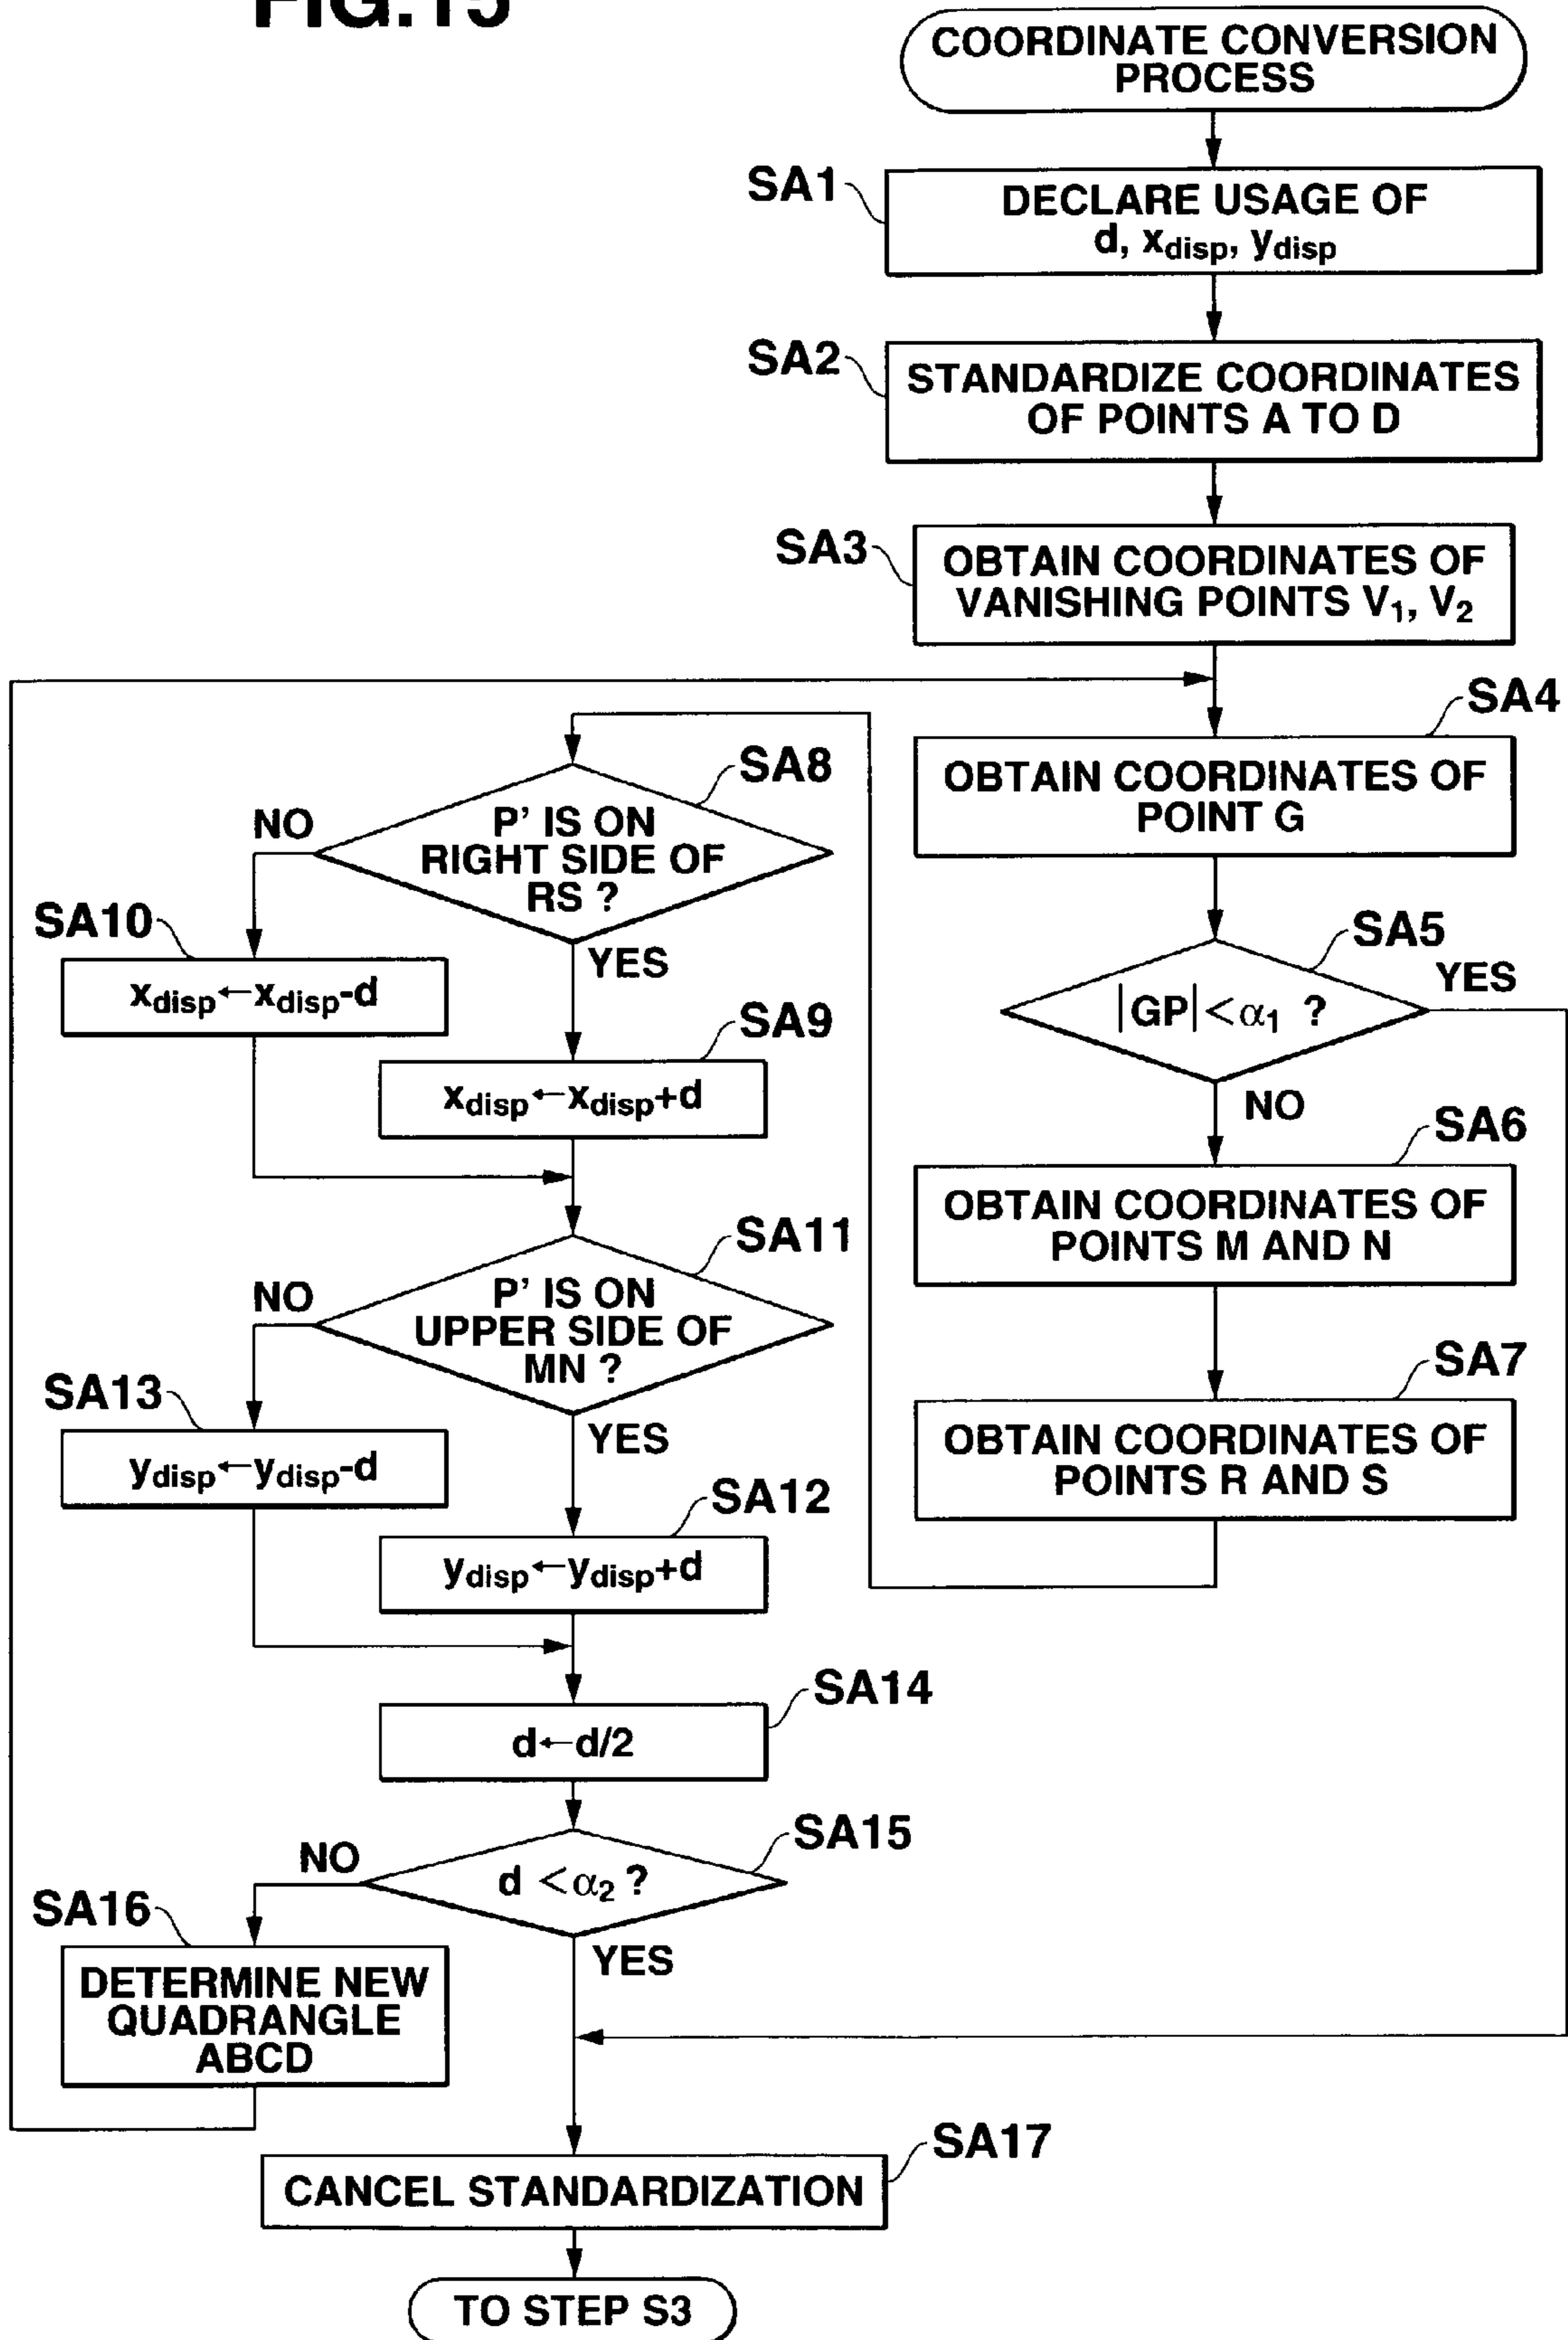 FIG.15
COORDINATE CONVERSION
PROCESS
SA1
DECLARE USAGE OF
d, xdisp, ydisp
SA2
STANDARDIZE COORDINATES
OF POINTS A TO D
SA3
OBTAIN COORDINATES OF
VANISHING POINTS V1, V2
SA4
OBTAIN COORDINATES OF
POINT G
SA5
|GP|<α1 ?
YES
NO
SA6
OBTAIN COORDINATES OF
POINTS M AND N
SA7
OBTAIN COORDINATES OF
POINTS R AND S
SA8
P' IS ON
RIGHT SIDE OF
RS ?
NO
YES
SA10
xdisp←xdisp-d
SA9
xdisp←xdisp+d
SA11
P' IS ON
UPPER SIDE OF
MN ?
NO
YES
SA13
ydisp←ydisp-d
SA12
ydisp←ydisp+d
SA14
d←d/2
SA15
d <α2 ?
NO
YES
SA16
DETERMINE NEW
QUADRANGLE
ABCD
SA17
CANCEL STANDARDIZATION
TO STEP S3